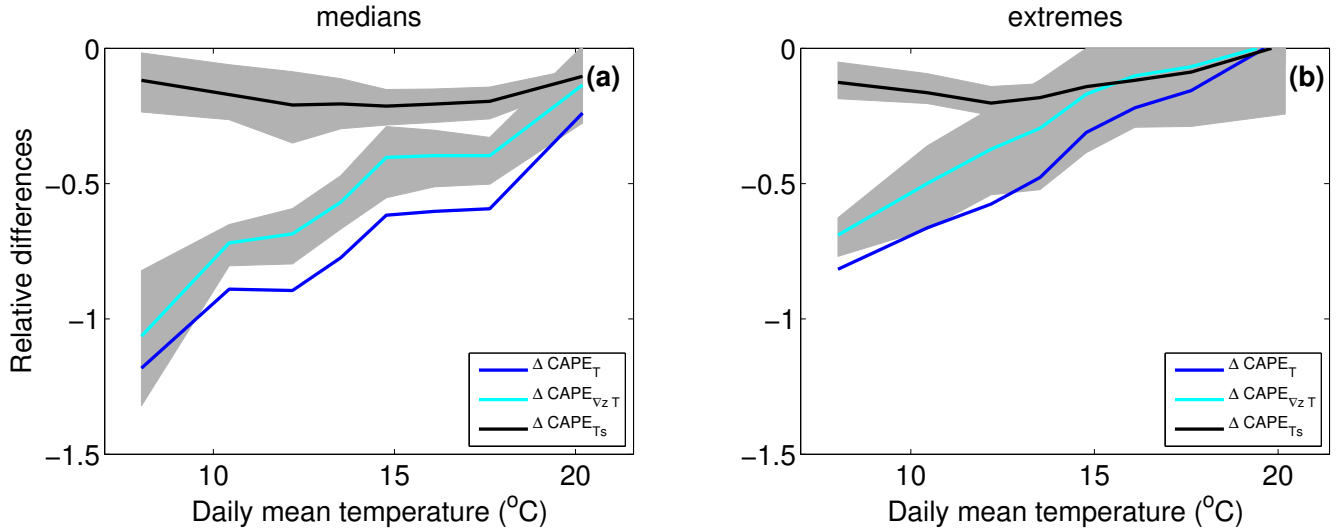 medians
0
−0.5
−1
−1.5
10
15
20
Relative differences
Daily mean temperature (°C)
(a)
Δ CAPE_T
Δ CAPE_∇z T
Δ CAPE_Ts
extremes
0
−0.5
−1
−1.5
10
15
20
Daily mean temperature (°C)
(b)
Δ CAPE_T
Δ CAPE_∇z T
Δ CAPE_Ts